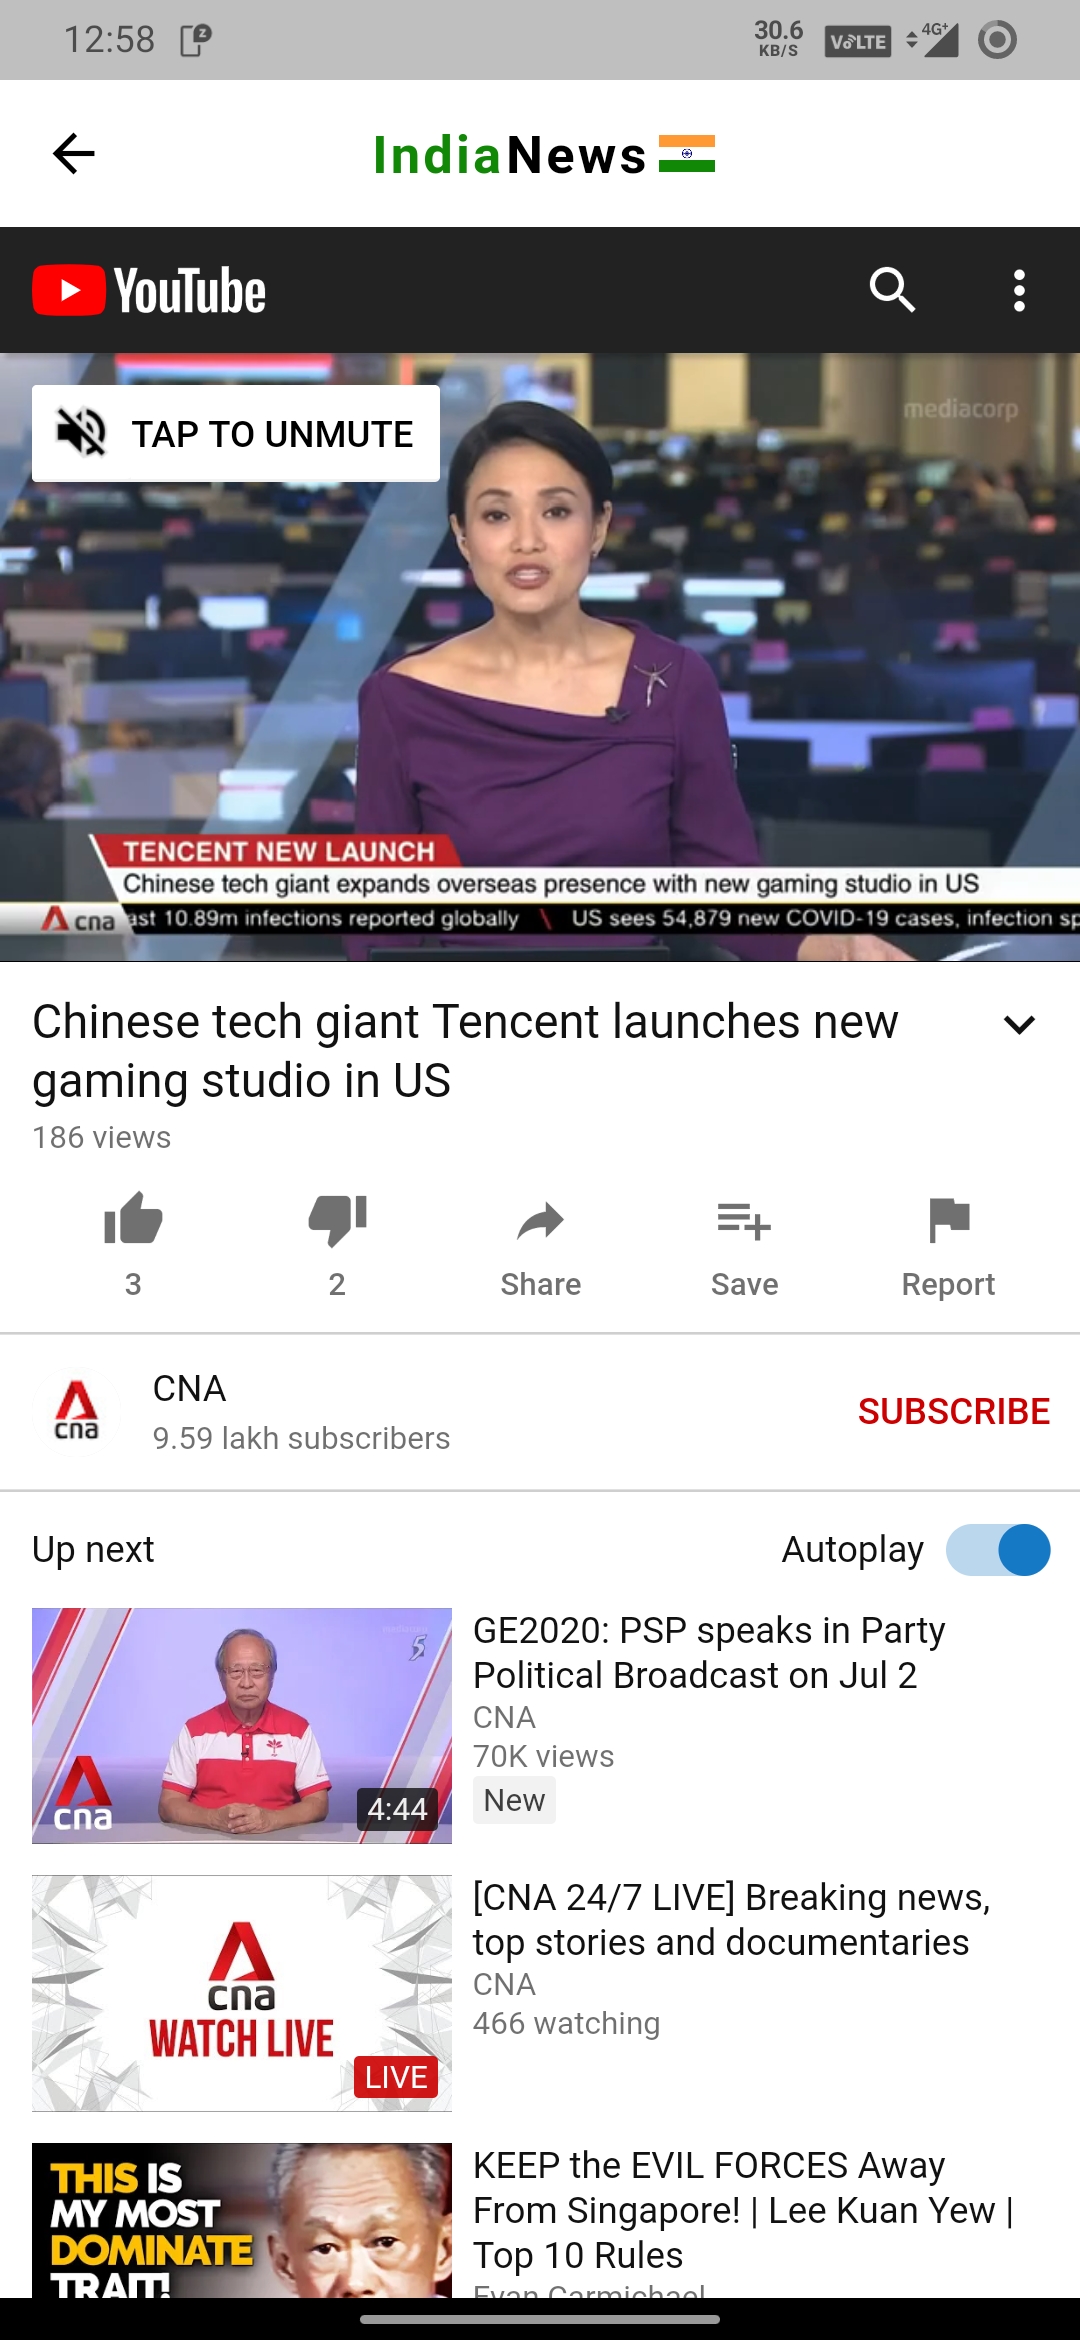 12:58
30.6
KB/S
VoLTE
4G+
IndiaNews
YouTube
TAP TO UNMUTE
mediacorp
TENCENT NEW LAUNCH
Chinese tech giant expands overseas presence with new gaming studio in US
cna ast 10.89m infections reported globally \ US sees 54,879 new COVID-19 cases, infection sp
Chinese tech giant Tencent launches new
gaming studio in US
186 views
3
2
Share
Save
Report
CNA
cna
9.59 lakh subscribers
SUBSCRIBE
Up next
Autoplay
GE2020: PSP speaks in Party
Political Broadcast on Jul 2
CNA
70K views
New
mediacorp
5
cna
4:44
[CNA 24/7 LIVE] Breaking news,
top stories and documentaries
CNA
466 watching
cna
WATCH LIVE
LIVE
KEEP the EVIL FORCES Away
From Singapore! | Lee Kuan Yew |
Top 10 Rules
Evan Carmichael
THIS IS
MY MOST
DOMINATE
TRAIT!